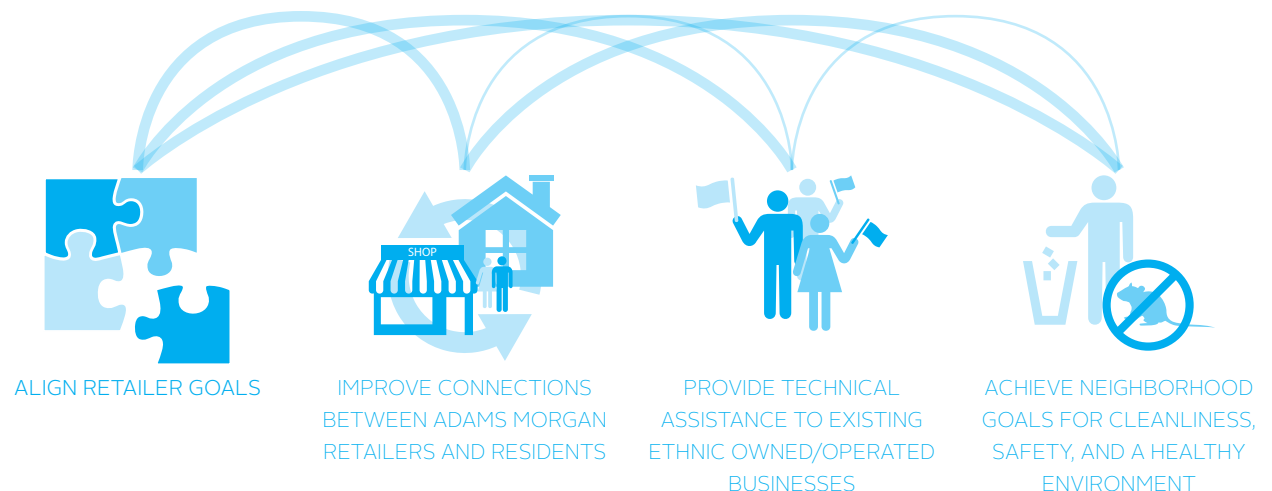 SHOP
ALIGN RETAILER GOALS
IMPROVE CONNECTIONS
BETWEEN ADAMS MORGAN
RETAILERS AND RESIDENTS
PROVIDE TECHNICAL
ASSISTANCE TO EXISTING
ETHNIC OWNED/OPERATED
BUSINESSES
ACHIEVE NEIGHBORHOOD
GOALS FOR CLEANLINESS,
SAFETY, AND A HEALTHY
ENVIRONMENT